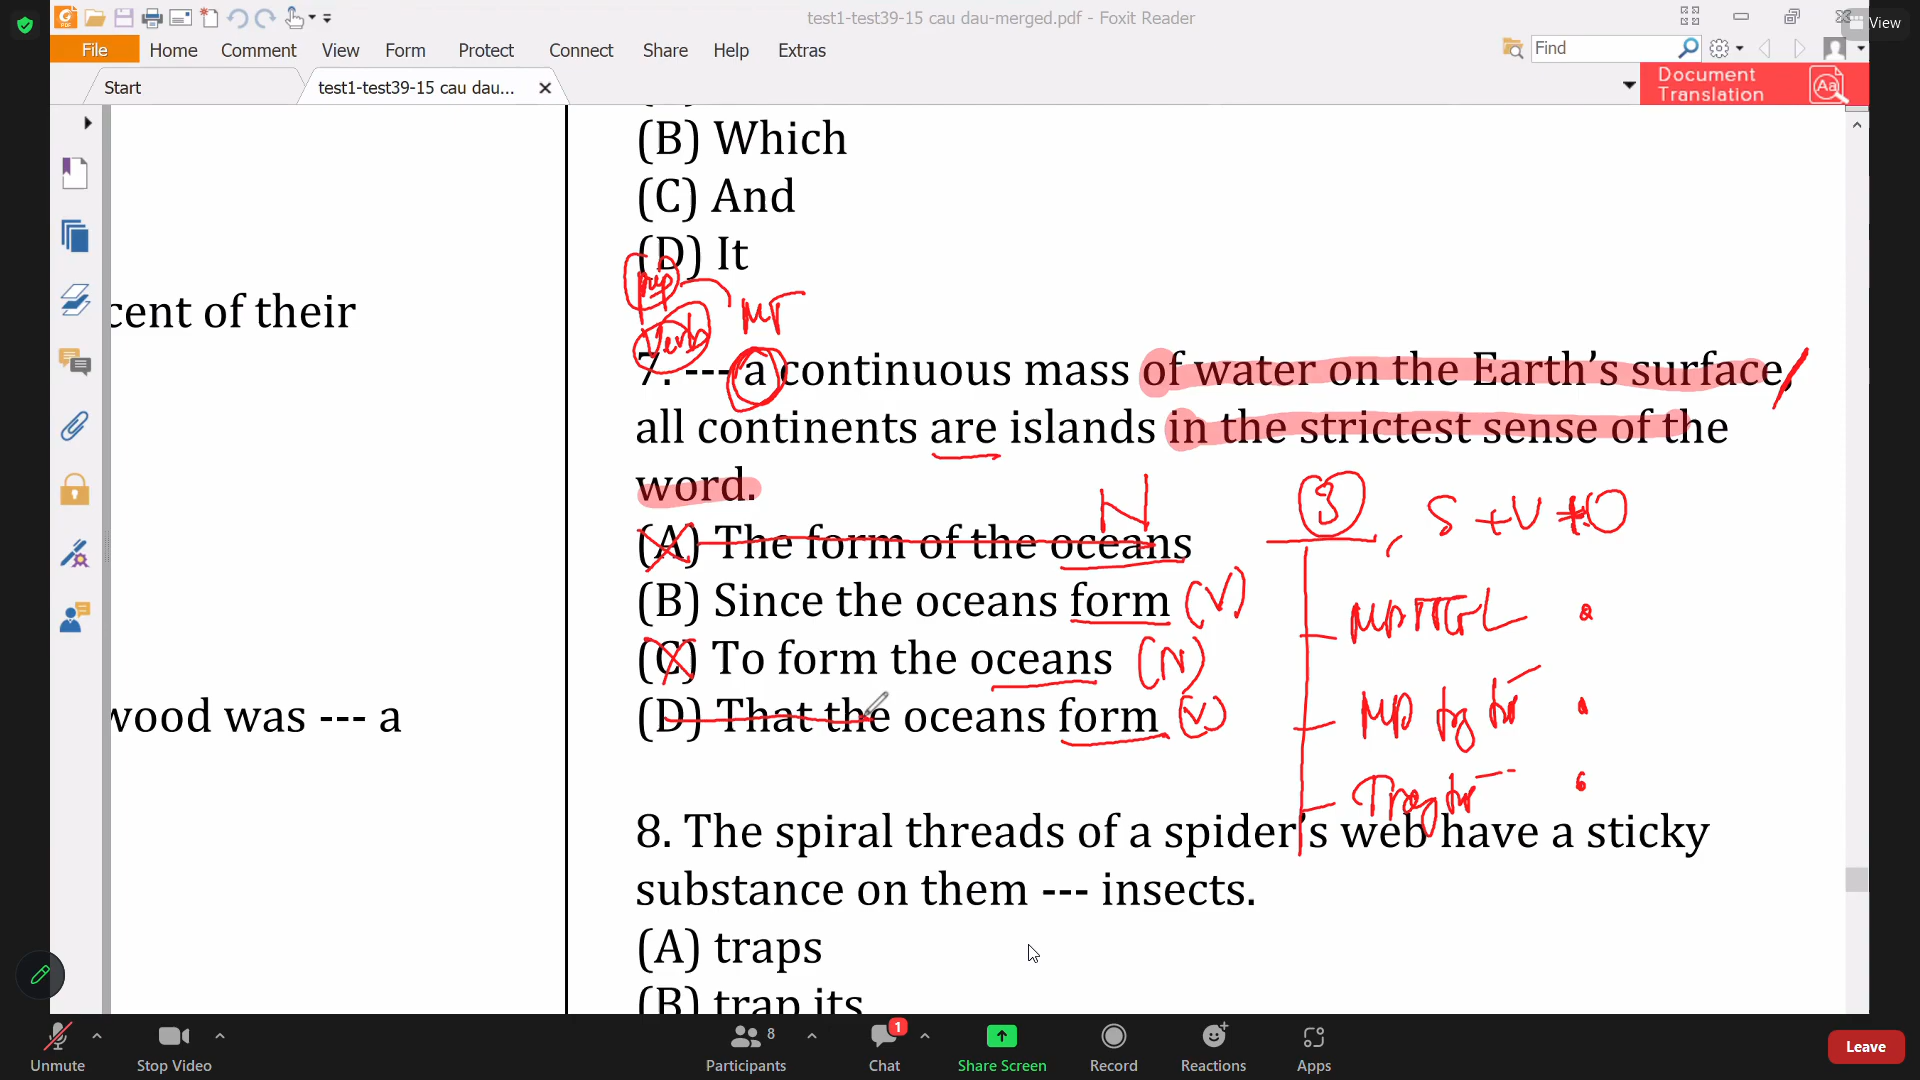 test1-test39-15 cau dau-merged.pdf - Foxit Reader
View
File Home Comment View Form Protect Connect Share Help Extras
Find
Start
test1-test39-15 cau dau...
Document
Translation
cent of their
wood was --- a
(B) Which
(C) And
(D) It
Verb
7. --- a continuous mass of water on the Earth's surface,
all continents are islands in the strictest sense of the
word.
N
3 , S + V + O
(A) The form of the oceans
(B) Since the oceans form (V)
(C) To form the oceans (N)
(D) That the oceans form (V)
8. The spiral threads of a spider's web have a sticky
substance on them --- insects.
(A) traps
(B) trap its
Unmute
Stop Video
8
Participants
1
Chat
Share Screen
Record
Reactions
Apps
Leave